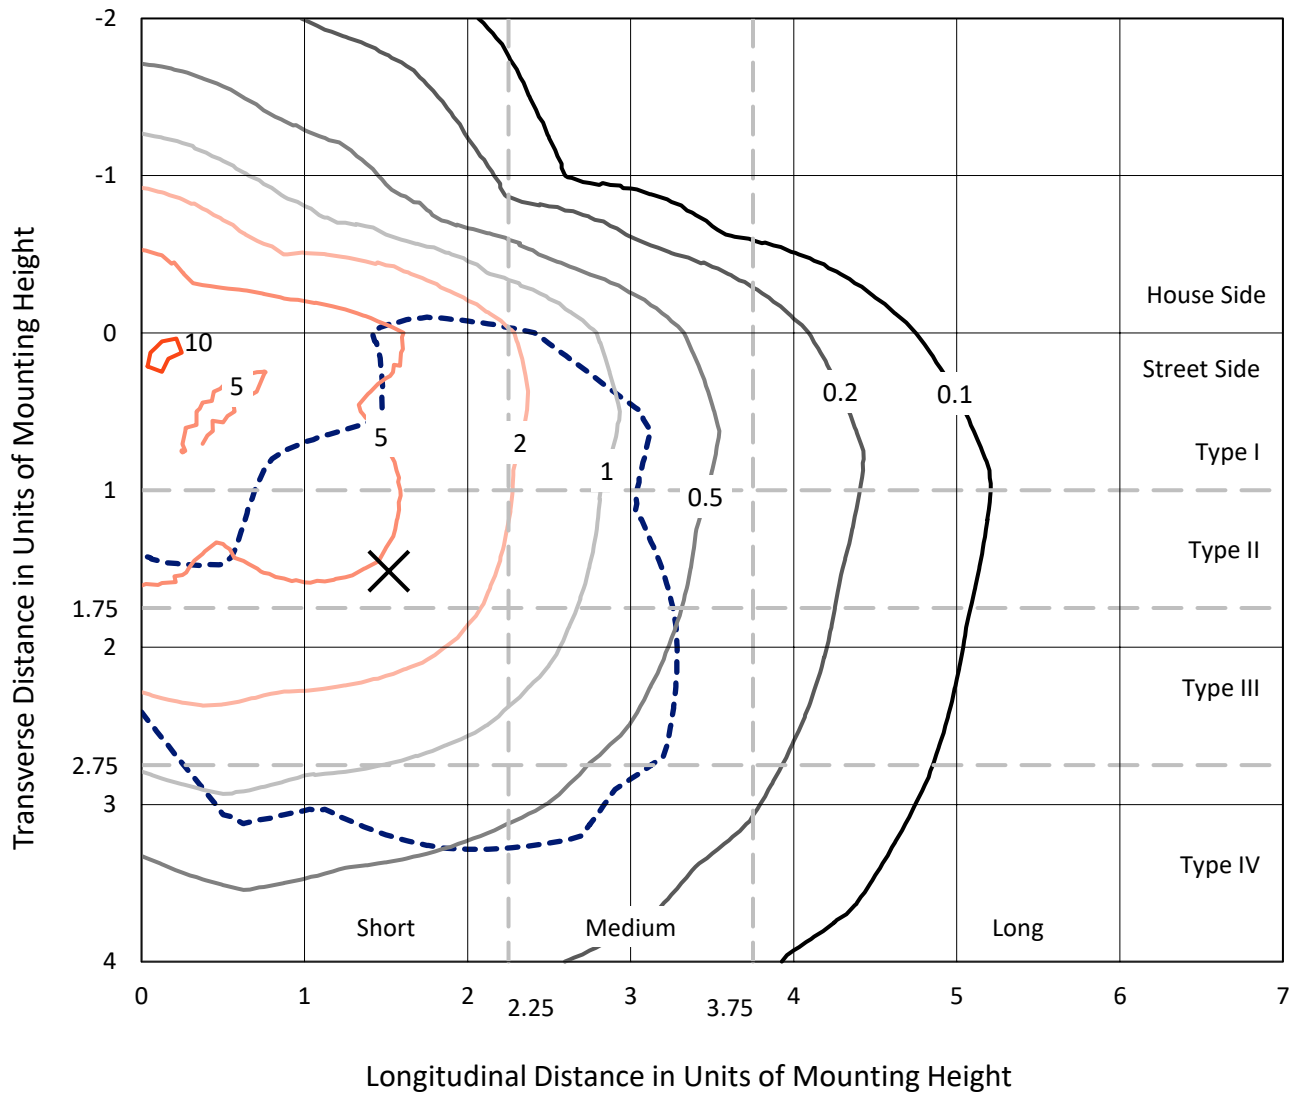 Transverse Distance in Units of Mounting Height
-2
-1
0
1
1.75
2
2.75
3
4
House Side
Street Side
Type I
Type II
Type III
Type IV
10
5
5
2
1
0.5
0.2
0.1
Short
Medium
Long
0 1 2 2.25 3 3.75 4 5 6 7
Longitudinal Distance in Units of Mounting Height